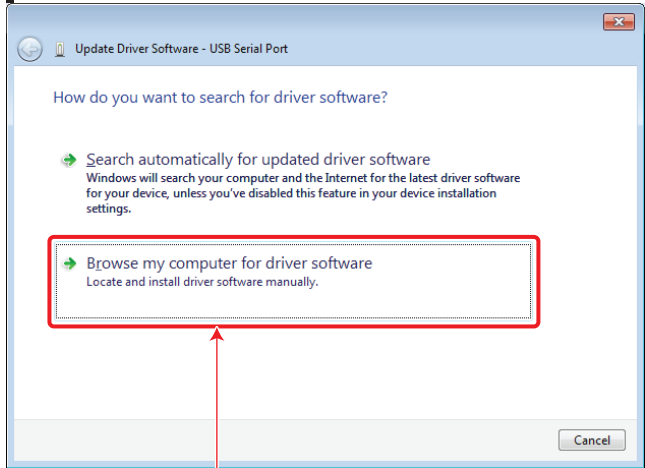 Update Driver Software - USB Serial Port
How do you want to search for driver software?
Search automatically for updated driver software
Windows will search your computer and the Internet for the latest driver software
for your device, unless you've disabled this feature in your device installation
settings.
Browse my computer for driver software
Locate and install driver software manually.
Cancel